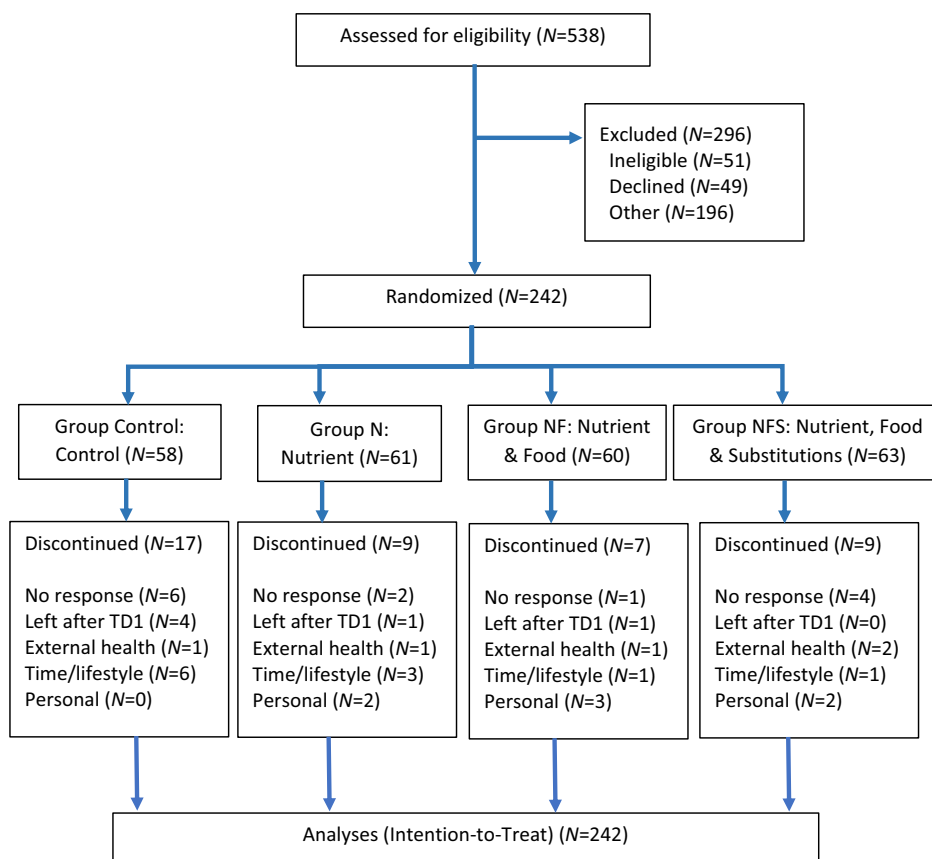 Assessed for eligibility (N=538)
Excluded (N=296)
Ineligible (N=51)
Declined (N=49)
Other (N=196)
Randomized (N=242)
Group Control:
Control (N=58)
Group N:
Nutrient (N=61)
Group NF: Nutrient
& Food (N=60)
Group NFS: Nutrient, Food
& Substitutions (N=63)
Discontinued (N=17)
No response (N=6)
Left after TD1 (N=4)
External health (N=1)
Time/lifestyle (N=6)
Personal (N=0)
Discontinued (N=9)
No response (N=2)
Left after TD1 (N=1)
External health (N=1)
Time/lifestyle (N=3)
Personal (N=2)
Discontinued (N=7)
No response (N=1)
Left after TD1 (N=1)
External health (N=1)
Time/lifestyle (N=1)
Personal (N=3)
Discontinued (N=9)
No response (N=4)
Left after TD1 (N=0)
External health (N=2)
Time/lifestyle (N=1)
Personal (N=2)
Analyses (Intention-to-Treat) (N=242)